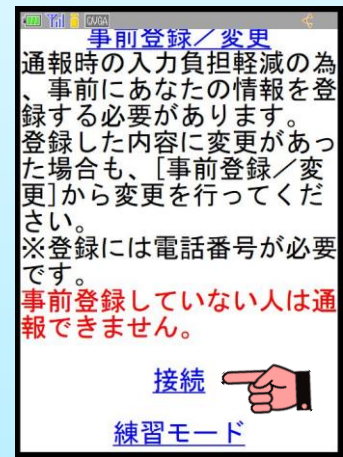 QVGA
事前登録／変更
通報時の入力負担軽減の為
、事前にあなたの情報を登
録する必要があります。
登録した内容に変更があっ
た場合も、[事前登録／変
更]から変更を行ってくだ
さい。
※登録には電話番号が必要
です。
事前登録していない人は通
報できません。
接続
練習モード